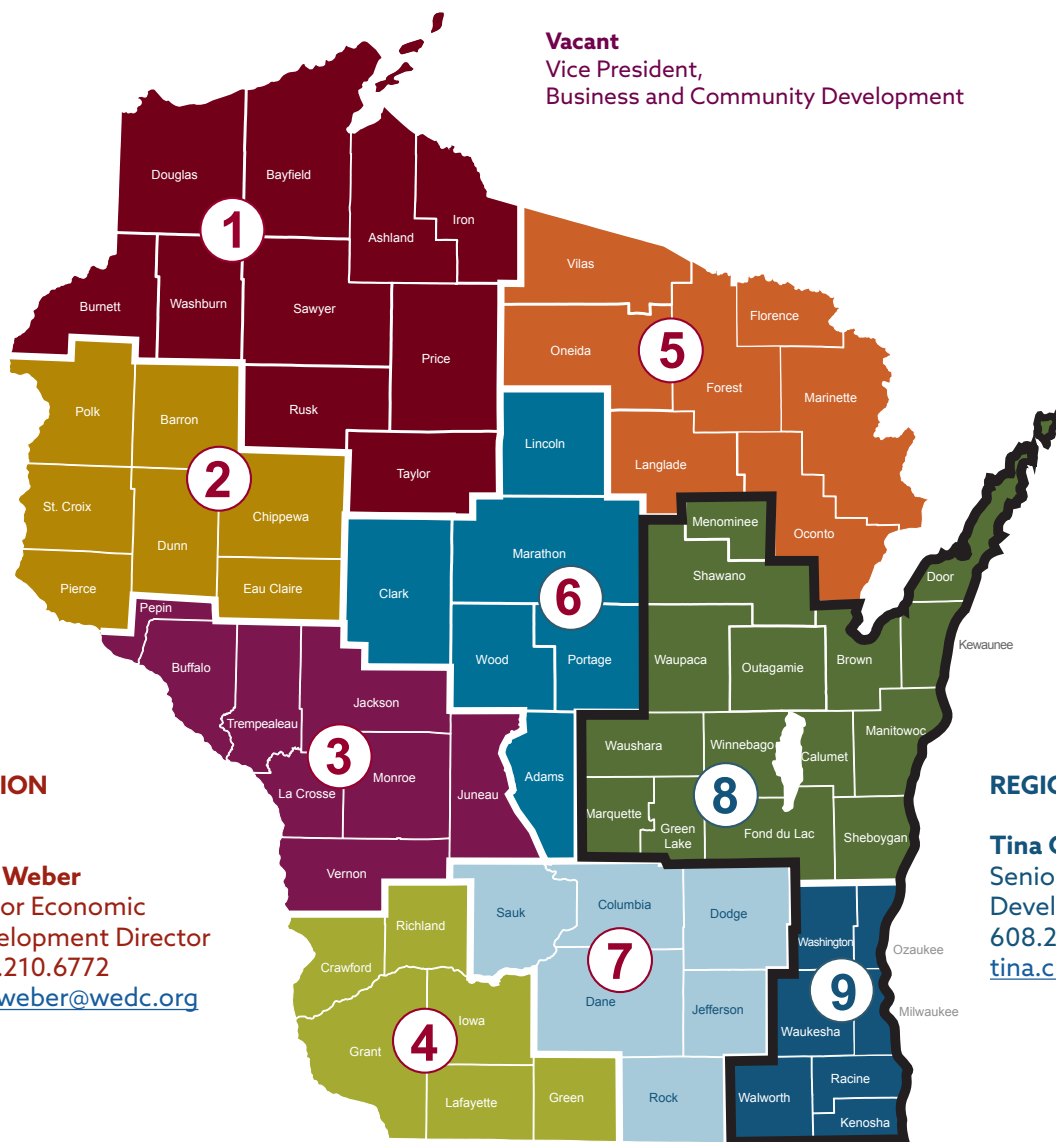 Vacant
Vice President,
Business and Community Development
Douglas
Bayfield
Iron
Ashland
1
Burnett
Washburn
Sawyer
Price
Rusk
Taylor
Vilas
Florence
Oneida
5
Forest
Marinette
Langlade
Oconto
Polk
Barron
2
St. Croix
Chippewa
Dunn
Pierce
Eau Claire
Lincoln
Marathon
Clark
6
Wood
Portage
Adams
Menominee
Shawano
Door
Kewaunee
Waupaca
Outagamie
Brown
Manitowoc
Waushara
Winnebago
Calumet
8
Marquette
Green
Lake
Fond du Lac
Sheboygan
Pepin
Buffalo
Jackson
Trempealeau
3
Monroe
La Crosse
Juneau
Vernon
ION
Weber
or Economic
elopment Director
.210.6772
weber@wedc.org
REGIO
Tina C
Senio
Devel
608.2
tina.c
Richland
Crawford
4
Iowa
Grant
Lafayette
Green
Sauk
Columbia
Dodge
7
Dane
Jefferson
Rock
Washington
Ozaukee
9
Milwaukee
Waukesha
Racine
Walworth
Kenosha